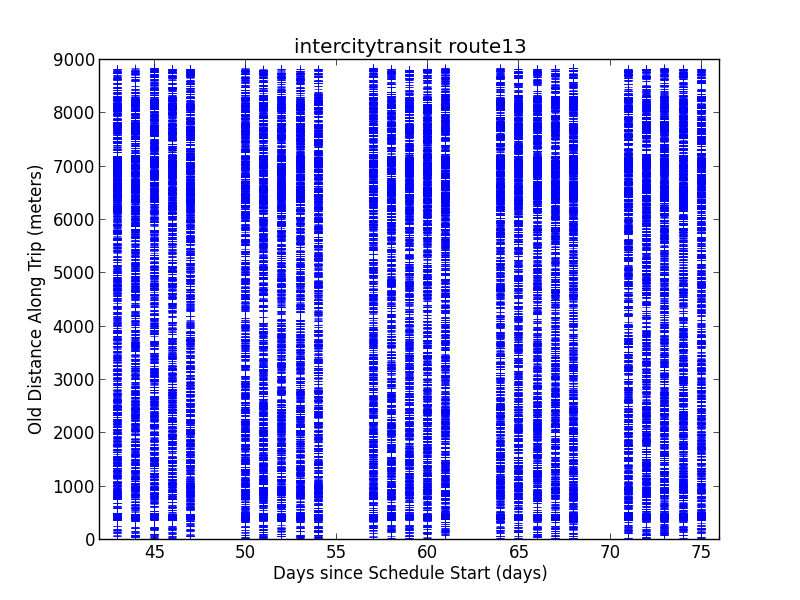 intercitytransit route13
Old Distance Along Trip (meters)
9000
8000
7000
6000
5000
4000
3000
2000
1000
0
45 50 55 60 65 70 75
Days since Schedule Start (days)